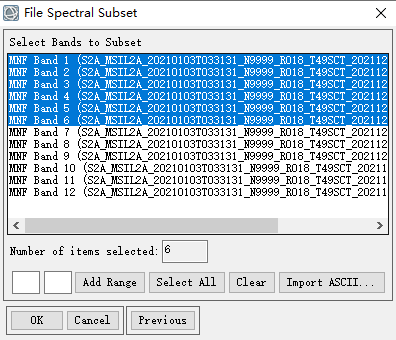 File Spectral Subset
Select Bands to Subset
MNF Band 1 (S2A_MSIL2A_20210103T033131_N9999_R018_T49SCT_202112
MNF Band 2 (S2A_MSIL2A_20210103T033131_N9999_R018_T49SCT_202112
MNF Band 3 (S2A_MSIL2A_20210103T033131_N9999_R018_T49SCT_202112
MNF Band 4 (S2A_MSIL2A_20210103T033131_N9999_R018_T49SCT_202112
MNF Band 5 (S2A_MSIL2A_20210103T033131_N9999_R018_T49SCT_202112
MNF Band 6 (S2A_MSIL2A_20210103T033131_N9999_R018_T49SCT_202112
MNF Band 7 (S2A_MSIL2A_20210103T033131_N9999_R018_T49SCT_202112
MNF Band 8 (S2A_MSIL2A_20210103T033131_N9999_R018_T49SCT_202112
MNF Band 9 (S2A_MSIL2A_20210103T033131_N9999_R018_T49SCT_202112
MNF Band 10 (S2A_MSIL2A_20210103T033131_N9999_R018_T49SCT_20211
MNF Band 11 (S2A_MSIL2A_20210103T033131_N9999_R018_T49SCT_20211
MNF Band 12 (S2A_MSIL2A_20210103T033131_N9999_R018_T49SCT_20211
Number of items selected: 6
Add Range Select All Clear Import ASCII...
OK Cancel Previous